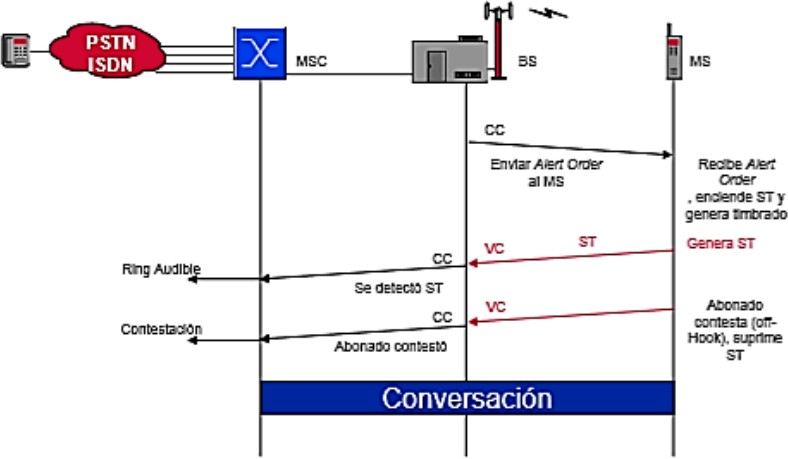 PSTN
ISDN
MSC
BS
MS
CC
Enviar Alert Order
al MS
Recibe Alert
Order
, enciende ST y
genera timbrado
VC
ST
Genera ST
CC
Ring Audible
Se detectó ST
VC
Abonado
contesta (off-
Hook), suprime
ST
CC
Contestación
Abonado contestó
Conversación